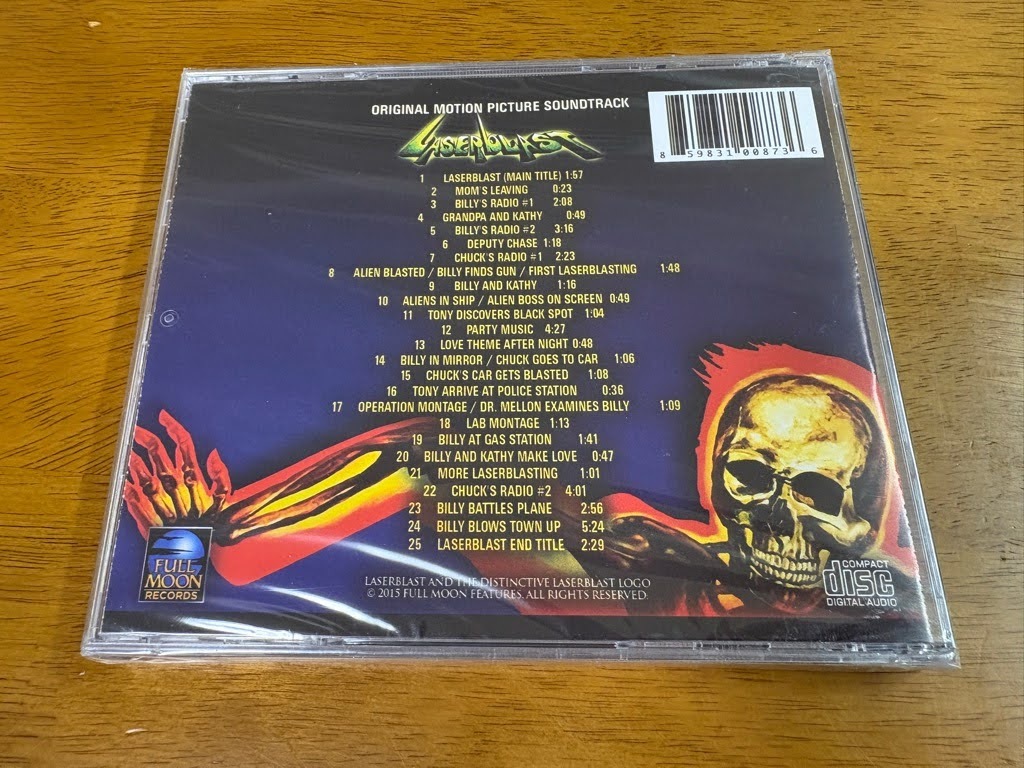 ORIGINAL MOTION PICTURE SOUNDTRACK
LASERBLAST
8 59831 00873 6
1 LASERBLAST (MAIN TITLE) 1:57
2 MOM'S LEAVING 0:23
3 BILLY'S RADIO #1 2:08
4 GRANDPA AND KATHY 0:49
5 BILLY'S RADIO #2 3:16
6 DEPUTY CHASE 1:18
7 CHUCK'S RADIO #1 2:23
8 ALIEN BLASTED / BILLY FINDS GUN / FIRST LASERBLASTING 1:48
9 BILLY AND KATHY 1:16
10 ALIENS IN SHIP / ALIEN BOSS ON SCREEN 0:49
11 TONY DISCOVERS BLACK SPOT 1:04
12 PARTY MUSIC 4:27
13 LOVE THEME AFTER NIGHT 0:48
14 BILLY IN MIRROR / CHUCK GOES TO CAR 1:06
15 CHUCK'S CAR GETS BLASTED 1:08
16 TONY ARRIVE AT POLICE STATION 0:36
17 OPERATION MONTAGE / DR. MELLON EXAMINES BILLY 1:09
18 LAB MONTAGE 1:13
19 BILLY AT GAS STATION 1:41
20 BILLY AND KATHY MAKE LOVE 0:47
21 MORE LASERBLASTING 1:01
22 CHUCK'S RADIO #2 4:01
23 BILLY BATTLES PLANE 2:56
24 BILLY BLOWS TOWN UP 5:24
25 LASERBLAST END TITLE 2:29
FULL
MOON
RECORDS
LASERBLAST AND THE DISTINCTIVE LASERBLAST LOGO
© 2015 FULL MOON FEATURES. ALL RIGHTS RESERVED.
COMPACT
disc
DIGITAL AUDIO